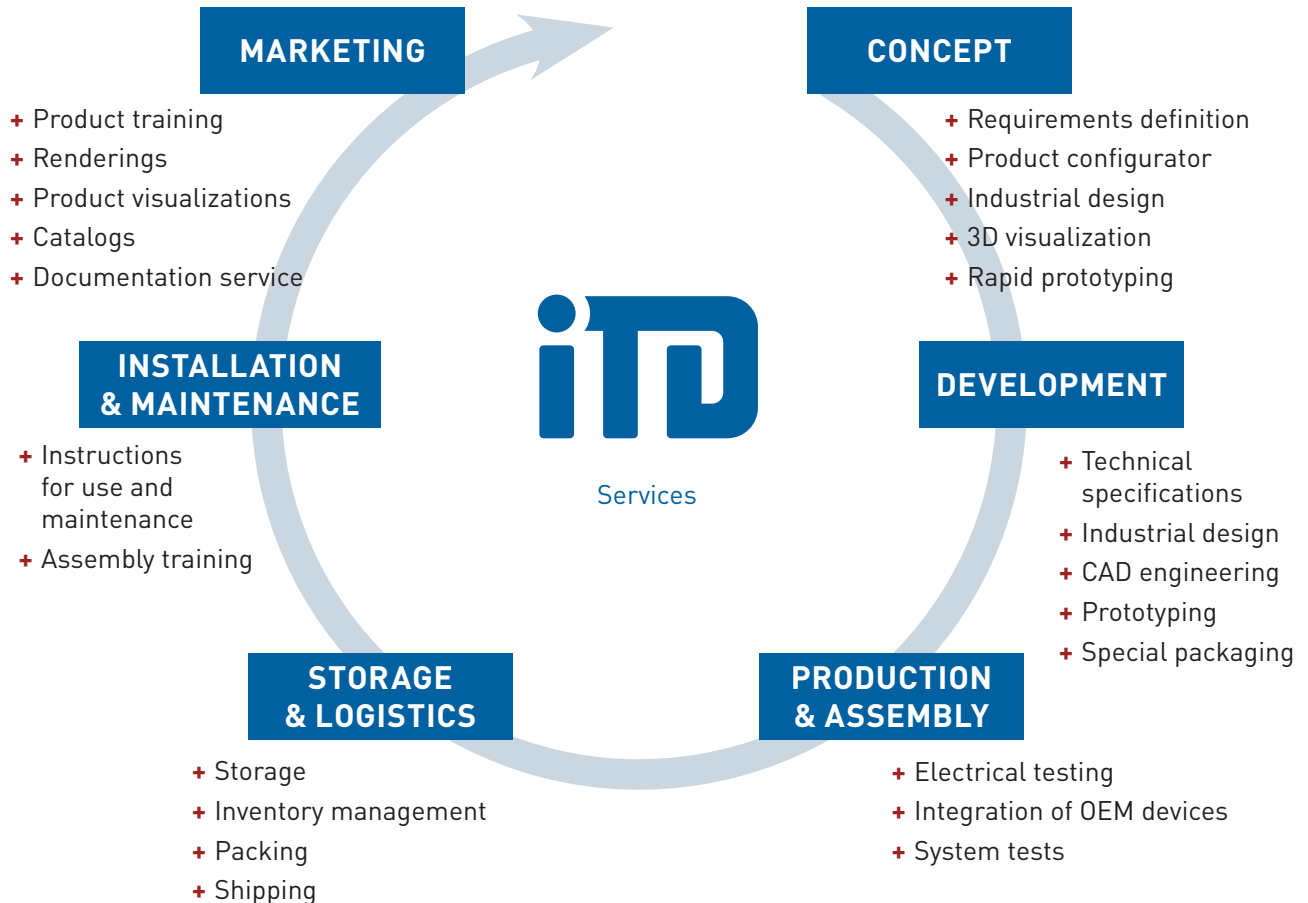 MARKETING
+ Product training
+ Renderings
+ Product visualizations
+ Catalogs
+ Documentation service
CONCEPT
+ Requirements definition
+ Product configurator
+ Industrial design
+ 3D visualization
+ Rapid prototyping
iTD
Services
INSTALLATION
& MAINTENANCE
+ Instructions
for use and
maintenance
+ Assembly training
DEVELOPMENT
+ Technical
specifications
+ Industrial design
+ CAD engineering
+ Prototyping
+ Special packaging
STORAGE
& LOGISTICS
+ Storage
+ Inventory management
+ Packing
+ Shipping
PRODUCTION
& ASSEMBLY
+ Electrical testing
+ Integration of OEM devices
+ System tests